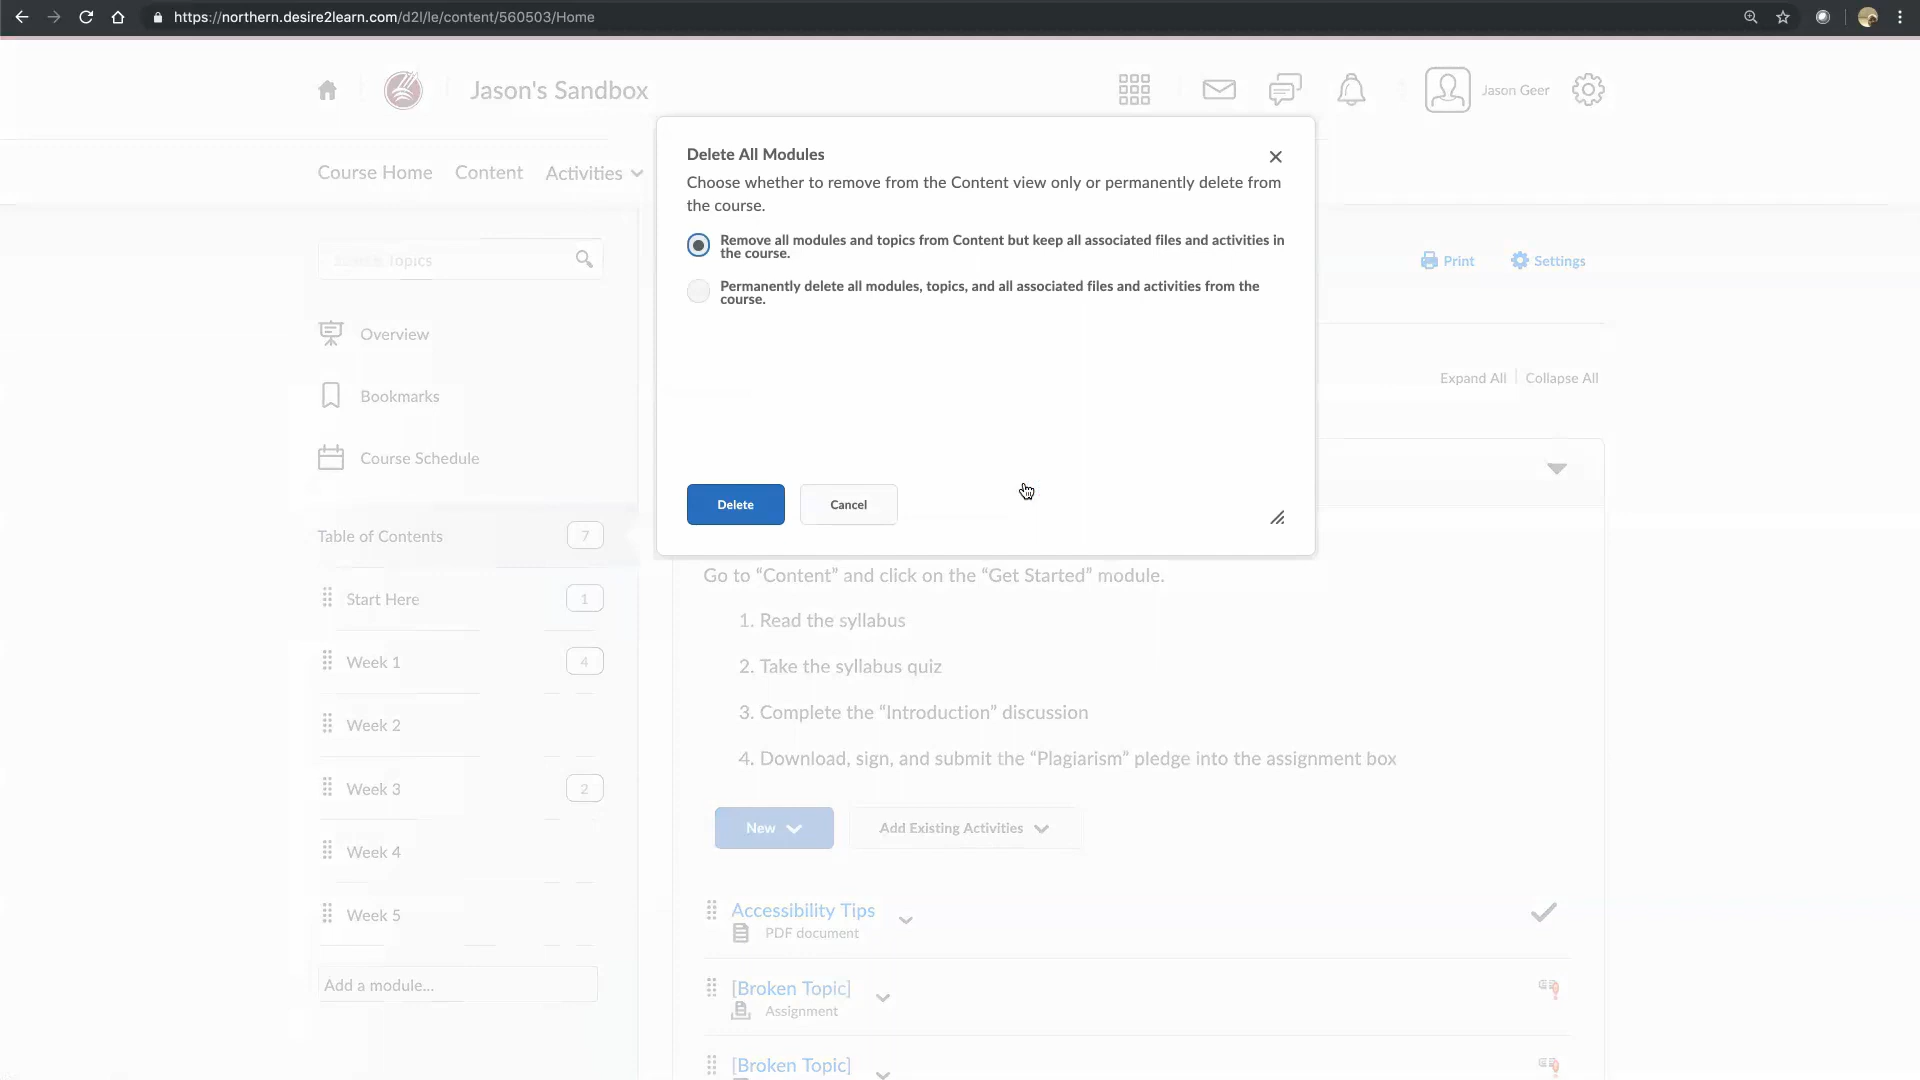 https://northern.desire2learn.com/d2l/le/content/560503/Home
Jason's Sandbox
Jason Geer
Course Home
Content
Activities
Delete All Modules
Choose whether to remove from the Content view only or permanently delete from
the course.
Remove all modules and topics from Content but keep all associated files and activities in
the course.
Permanently delete all modules, topics, and all associated files and activities from the
course.
Delete
Cancel
Topics
Print
Settings
Overview
Bookmarks
Course Schedule
Expand All
Collapse All
Table of Contents
7
Start Here
1
Week 1
4
Week 2
Week 3
2
Week 4
Week 5
Add a module...
Go to “Content” and click on the “Get Started” module.
1. Read the syllabus
2. Take the syllabus quiz
3. Complete the “Introduction” discussion
4. Download, sign, and submit the “Plagiarism” pledge into the assignment box
New
Add Existing Activities
Accessibility Tips
PDF document
[Broken Topic]
Assignment
[Broken Topic]